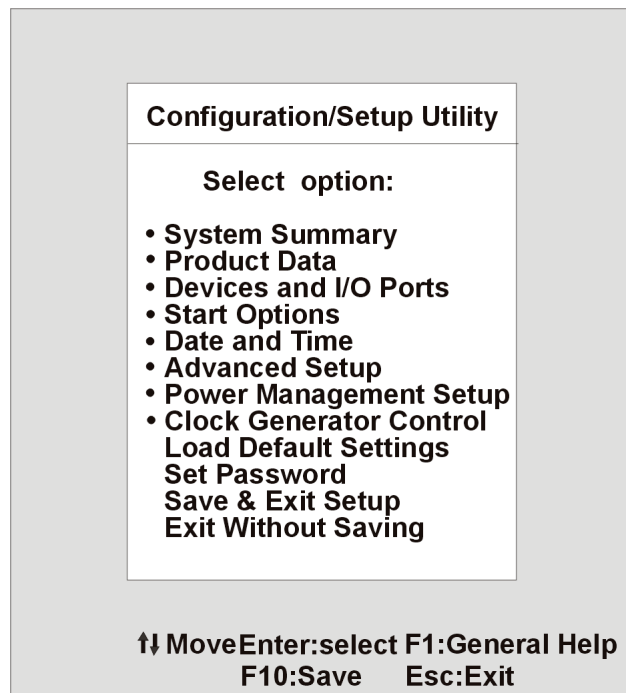 Configuration/Setup Utility
Select option:
• System Summary
• Product Data
• Devices and I/O Ports
• Start Options
• Date and Time
• Advanced Setup
• Power Management Setup
• Clock Generator Control
Load Default Settings
Set Password
Save & Exit Setup
Exit Without Saving
↑↓ MoveEnter:select F1:General Help
F10:Save Esc:Exit